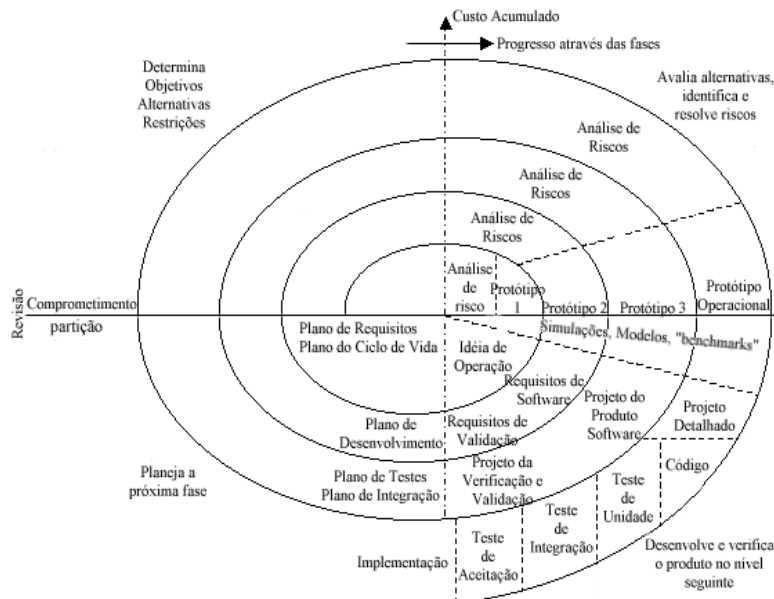 Custo Acumulado
Progresso através das fases
Determina
Objetivos
Alternativas
Restrições
Avalia alternativas,
identifica e
resolve riscos
Análise de
Riscos
Análise de
Riscos
Análise de
Riscos
Análise
de
risco
Protótipo
1
Protótipo 2
Protótipo 3
Protótipo
Operacional
Revisão
Comprometimento
partição
Simulações, Modelos, "benchmarks"
Plano de Requisitos
Plano do Ciclo de Vida
Idéia de
Operação
Requisitos de
Software
Projeto do
Produto
Software
Projeto
Detalhado
Plano de
Desenvolvimento
Requisitos de
Validação
Planeja a
próxima fase
Plano de Testes
Plano de Integração
Projeto da
Verificação e
Validação
Código
Teste
de
Unidade
Teste
de
Integração
Teste
de
Aceitação
Implementação
Desenvolve e verifica
o produto no nível
seguinte